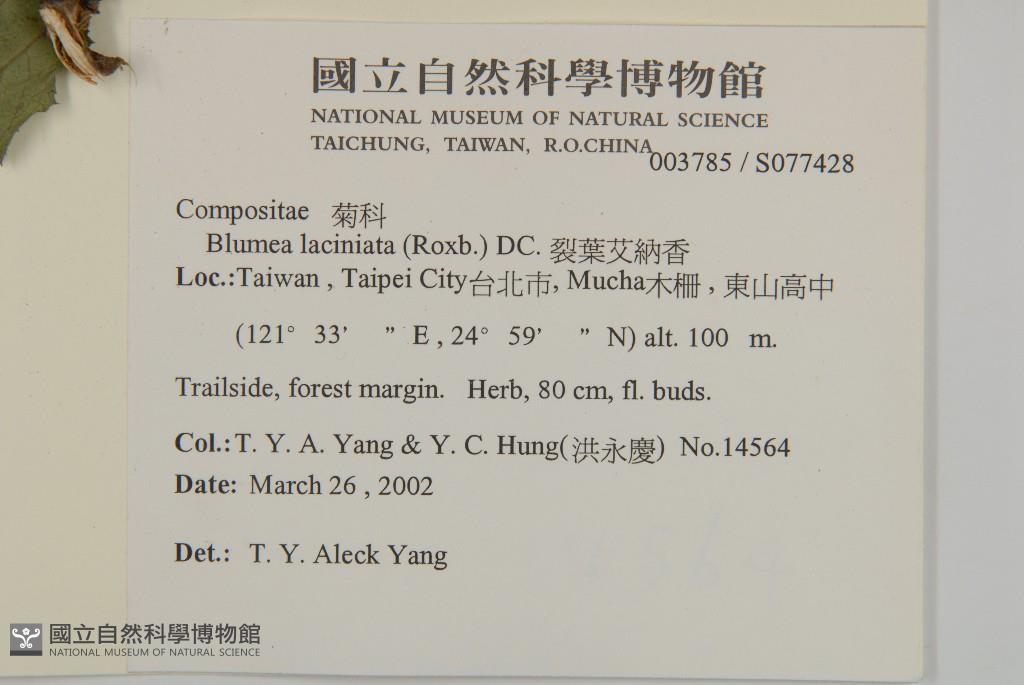 國立自然科學博物館
NATIONAL MUSEUM OF NATURAL SCIENCE
TAICHUNG, TAIWAN, R.O.CHINA
003785 / S077428
Compositae 菊科
Blumea laciniata (Roxb.) DC. 裂葉艾納香
Loc.:Taiwan , Taipei City台北市, Mucha木柵 , 東山高中
(121° 33’ ” E , 24° 59’ ” N) alt. 100 m.
Trailside, forest margin. Herb, 80 cm, fl. buds.
Col.: T. Y. A. Yang & Y. C. Hung(洪永慶) No.14564
Date: March 26 , 2002
Det.: T. Y. Aleck Yang
國立自然科學博物館
NATIONAL MUSEUM OF NATURAL SCIENCE